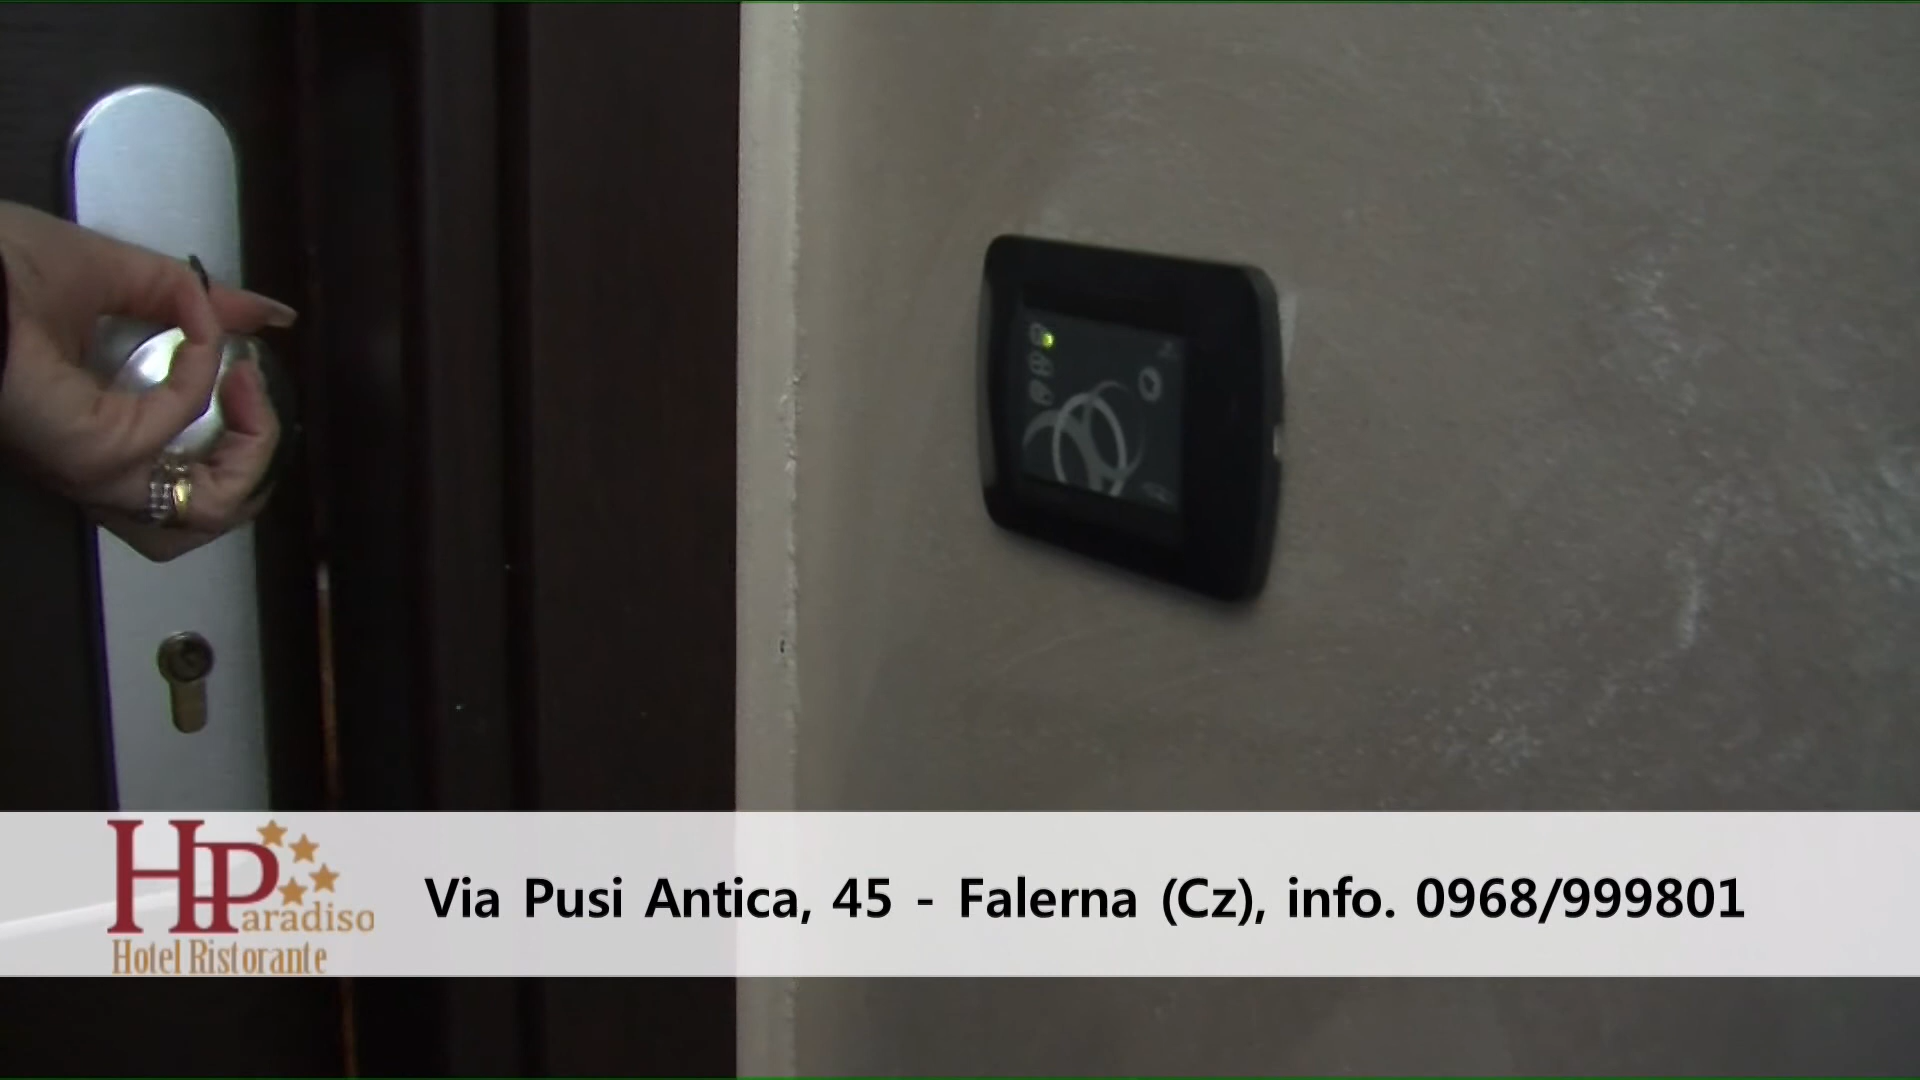 HParadiso
Hotel Ristorante
Via Pusi Antica, 45 - Falerna (Cz), info. 0968/999801